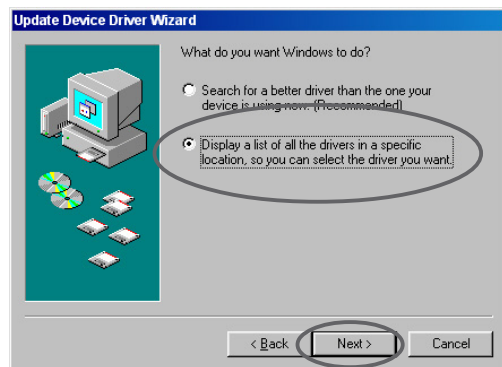 Update Device Driver Wizard
What do you want Windows to do?
Search for a better driver than the one your
device is using now. (Recommended)
Display a list of all the drivers in a specific
location, so you can select the driver you want.
< Back
Next >
Cancel